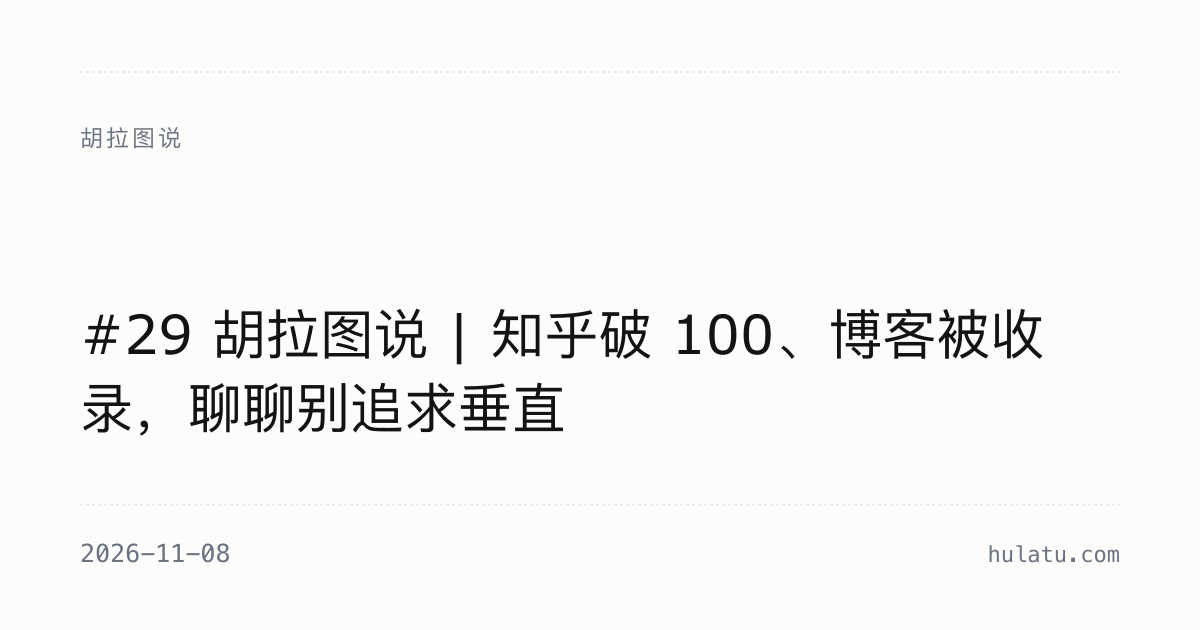 胡拉图说
#29 胡拉图说 | 知乎破 100、博客被收
录，聊聊别追求垂直
2026-11-08
hulatu.com